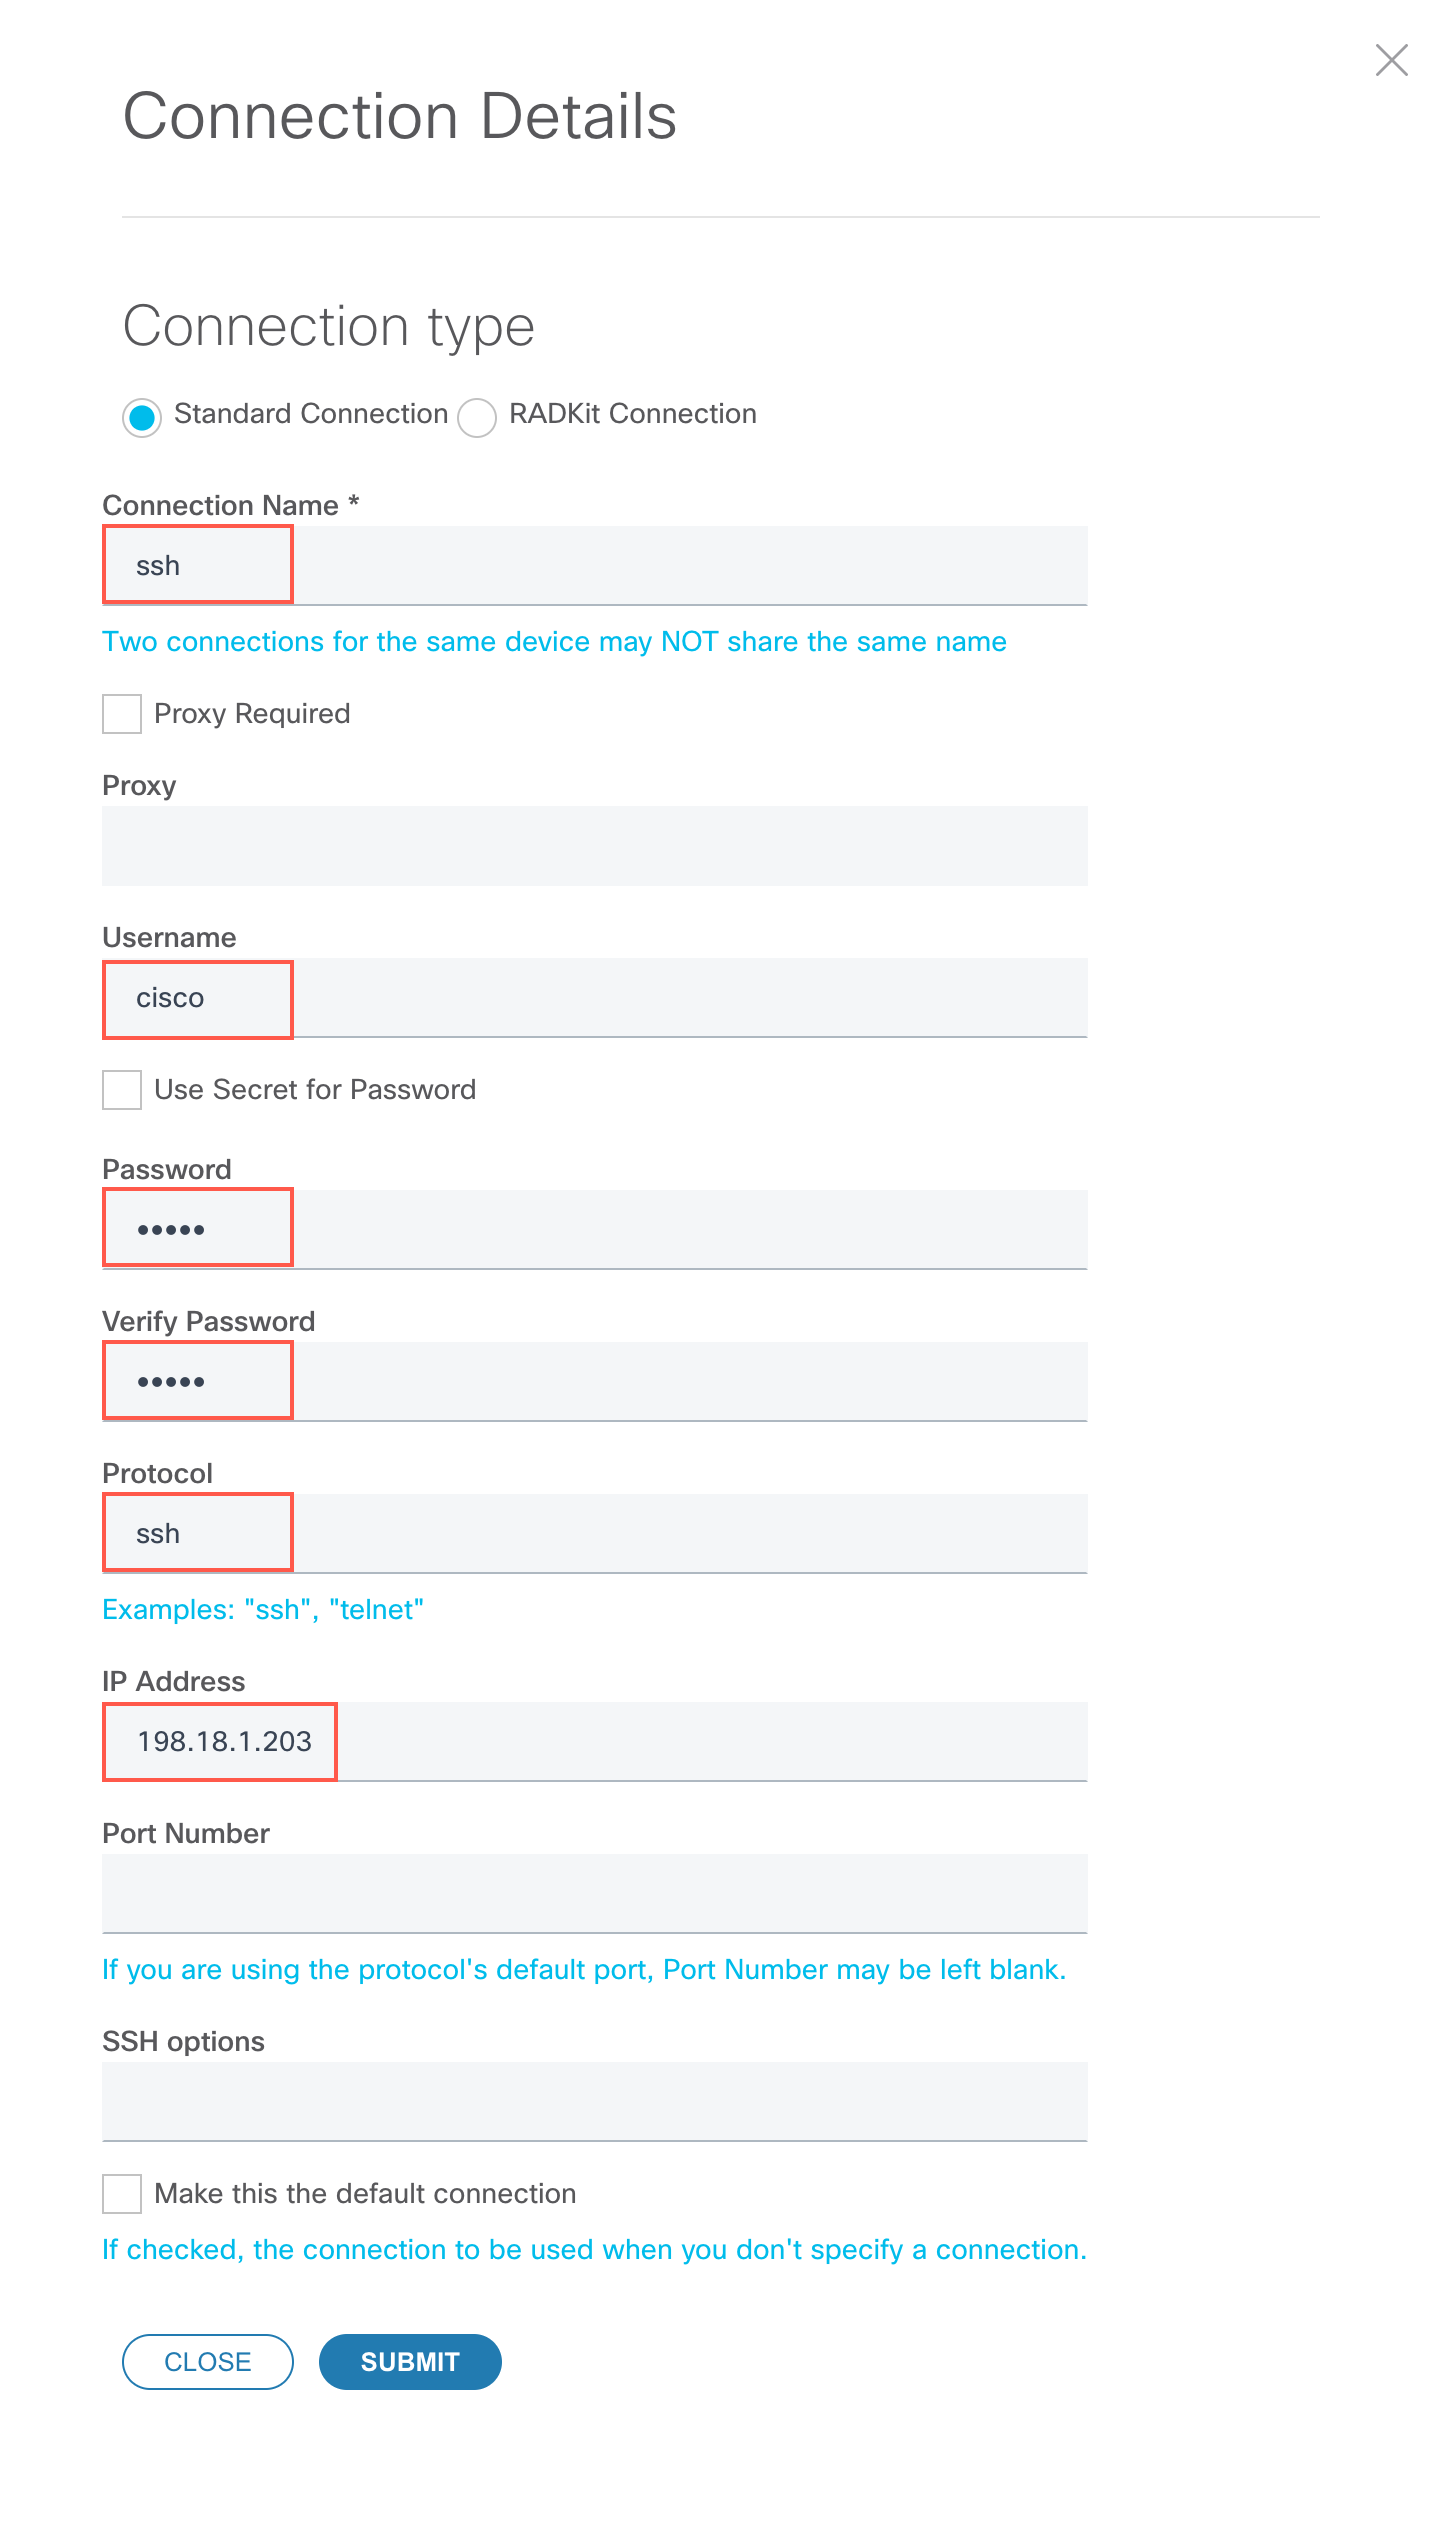 Connection Details
Connection type
Standard Connection RADKit Connection
Connection Name *
ssh
Two connections for the same device may NOT share the same name
Proxy Required
Proxy
Username
cisco
Use Secret for Password
Password
•••••
Verify Password
•••••
Protocol
ssh
Examples: "ssh", "telnet"
IP Address
198.18.1.203
Port Number
If you are using the protocol's default port, Port Number may be left blank.
SSH options
Make this the default connection
If checked, the connection to be used when you don't specify a connection.
CLOSE SUBMIT